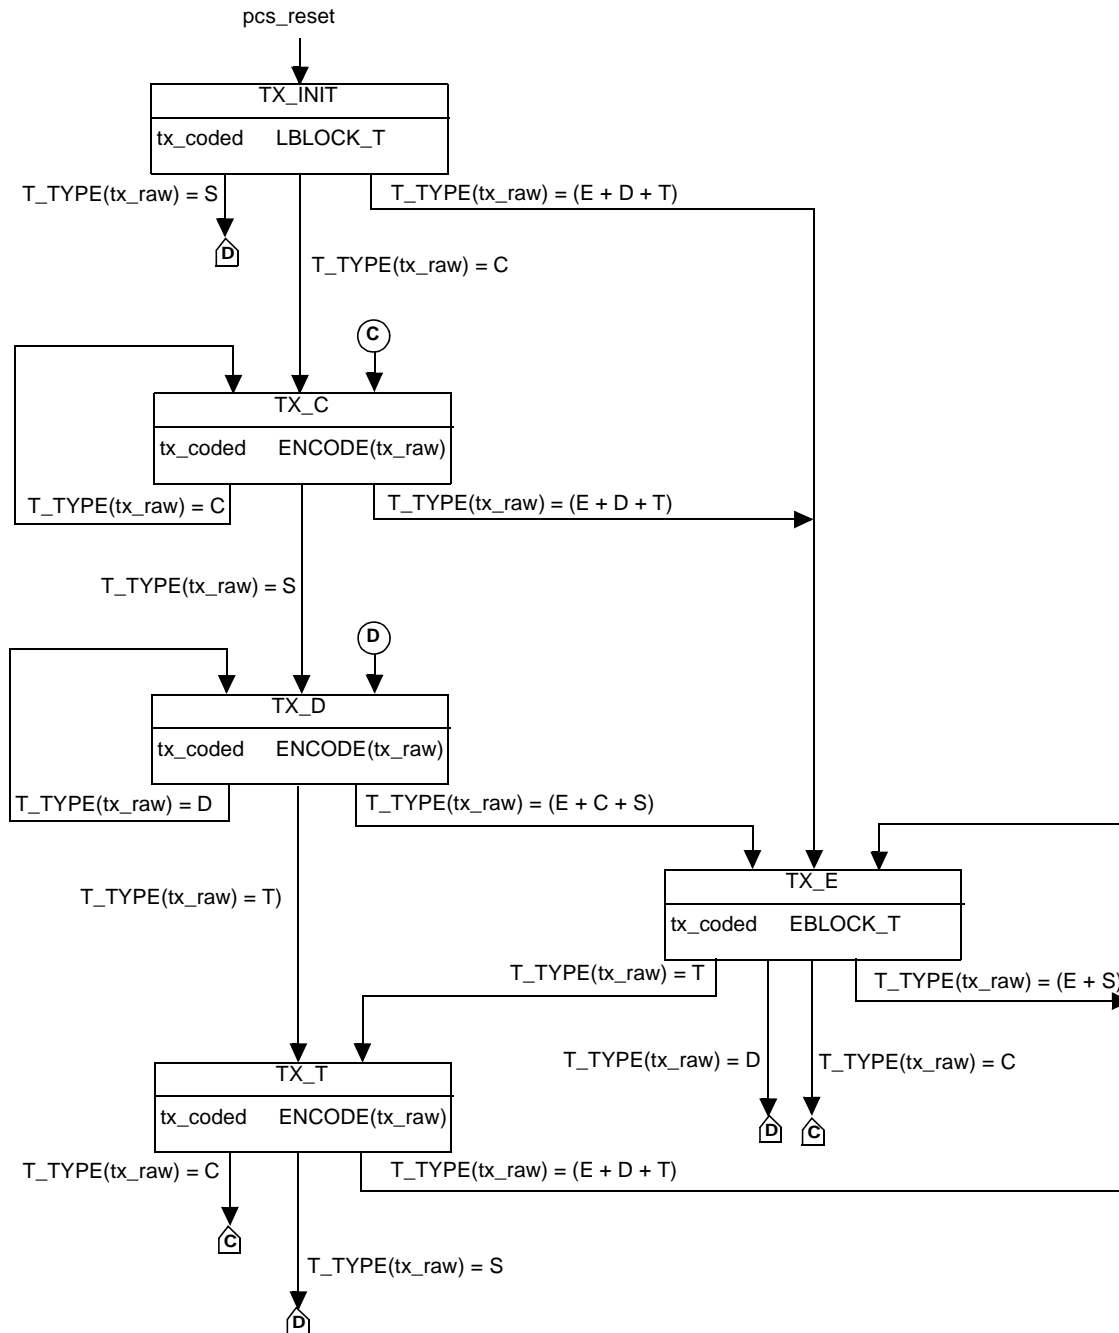 pcs_reset
TX_INIT
tx_coded LBLOCK_T
T_TYPE(tx_raw) = S
T_TYPE(tx_raw) = (E + D + T)
D
T_TYPE(tx_raw) = C
C
TX_C
tx_coded ENCODE(tx_raw)
T_TYPE(tx_raw) = C
T_TYPE(tx_raw) = (E + D + T)
T_TYPE(tx_raw) = S
D
TX_D
tx_coded ENCODE(tx_raw)
T_TYPE(tx_raw) = D
T_TYPE(tx_raw) = (E + C + S)
T_TYPE(tx_raw) = T)
TX_E
tx_coded EBLOCK_T
T_TYPE(tx_raw) = T
T_TYPE(tx_raw) = (E + S)
T_TYPE(tx_raw) = D
T_TYPE(tx_raw) = C
D
C
TX_T
tx_coded ENCODE(tx_raw)
T_TYPE(tx_raw) = C
T_TYPE(tx_raw) = (E + D + T)
C
T_TYPE(tx_raw) = S
D